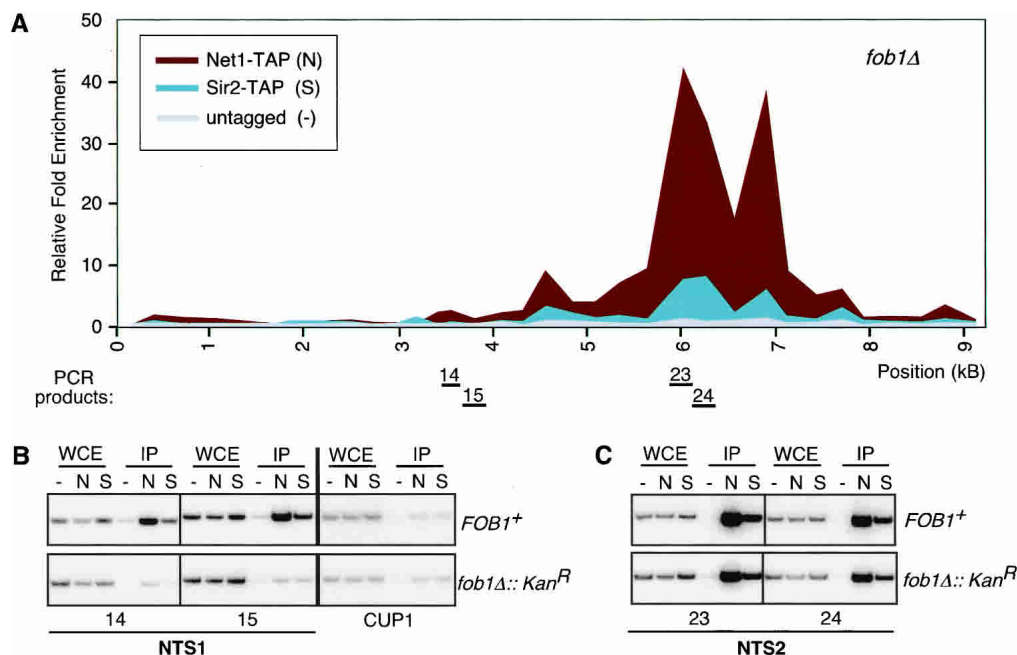 A
50
40
30
20
10
0
Relative Fold Enrichment
Net1-TAP (N)
Sir2-TAP (S)
untagged (-)
fob1Δ
0 1 2 3 4 5 6 7 8 9
Position (kB)
PCR products:
14
15
23
24
B
WCE IP WCE IP WCE IP
- N S - N S - N S - N S - N S - N S
FOB1+
fob1Δ:: KanR
14 15 CUP1
NTS1
C
WCE IP WCE IP
- N S - N S - N S - N S
FOB1+
fob1Δ:: KanR
23 24
NTS2